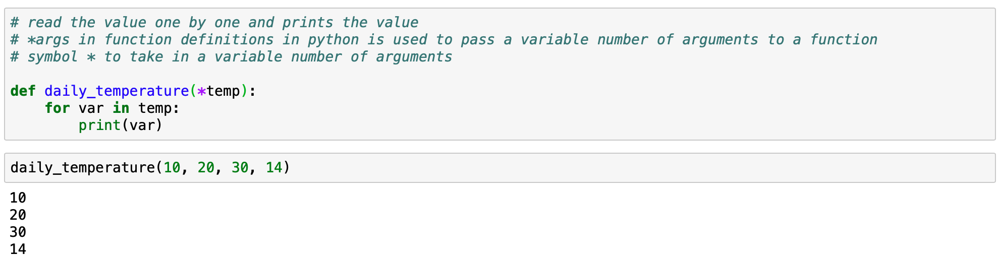 # read the value one by one and prints the value
# *args in function definitions in python is used to pass a variable number of arguments to a function
# symbol * to take in a variable number of arguments

def daily_temperature(*temp):
    for var in temp:
        print(var)

daily_temperature(10, 20, 30, 14)

10
20
30
14